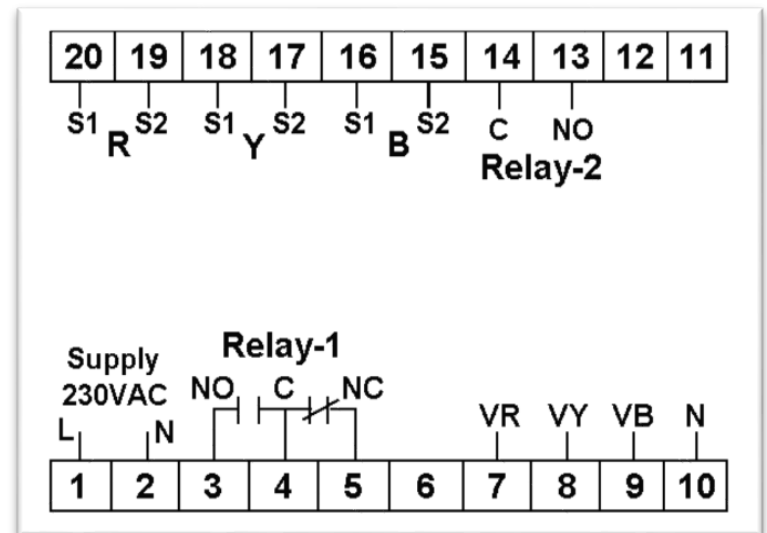 20 19 18 17 16 15 14 13 12 11
S1 R S2 S1 Y S2 S1 B S2 C NO
Relay-2
Relay-1
Supply
230VAC NO C NC
L N VR VY VB N
1 2 3 4 5 6 7 8 9 10